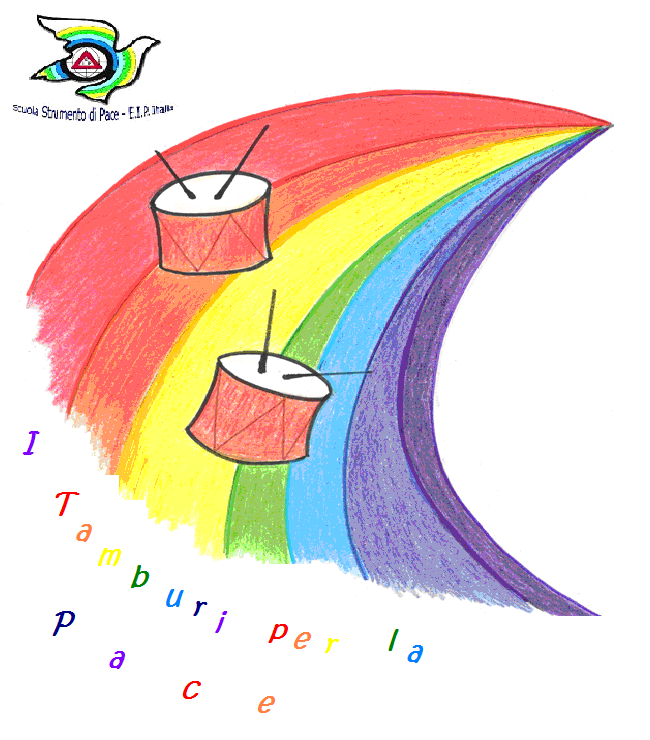 Scuola Strumento di Pace - E.I.P. Italia
I Tamburi per la
Pace